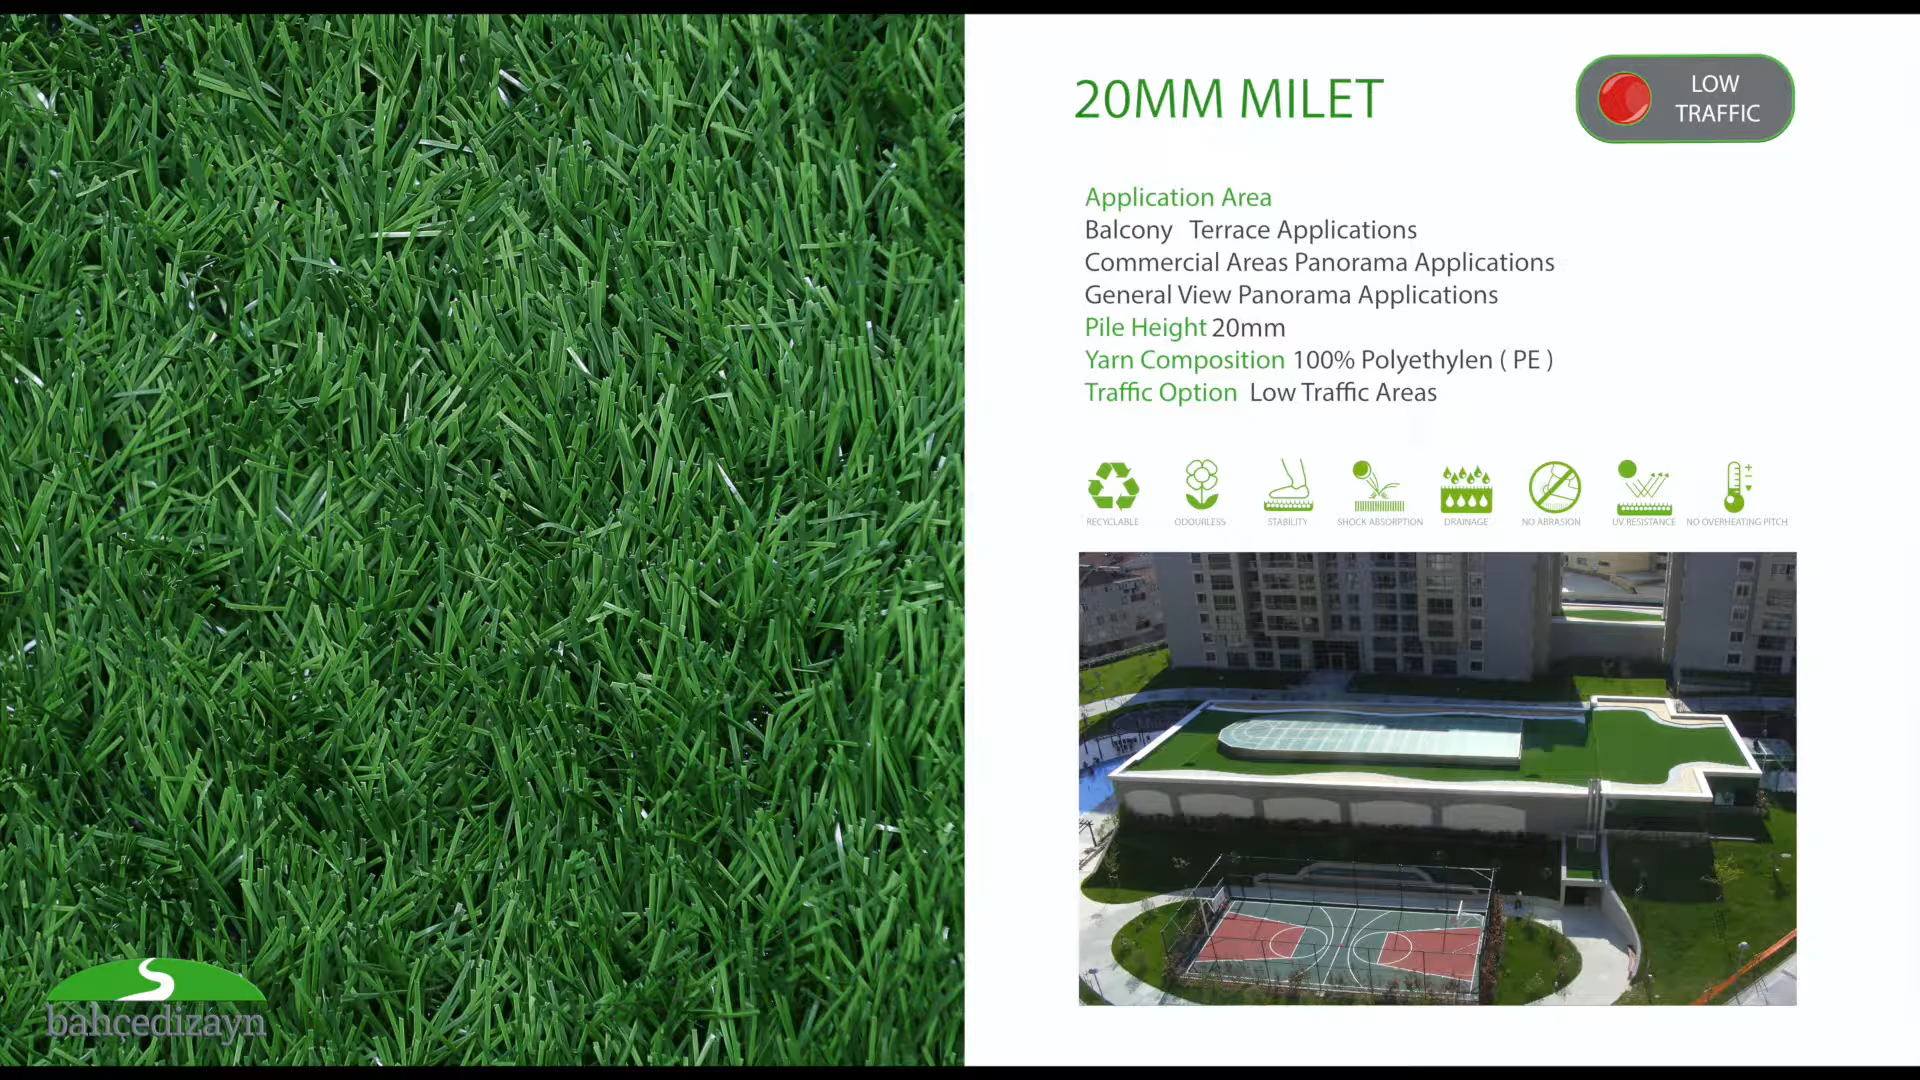 20MM MILET
LOW
TRAFFIC
Application Area
Balcony Terrace Applications
Commercial Areas Panorama Applications
General View Panorama Applications
Pile Height 20mm
Yarn Composition 100% Polyethylen ( PE )
Traffic Option Low Traffic Areas
RECYCLABLE
ODOURLESS
STABILITY
SHOCK ABSORPTION
DRAINAGE
NO ABRASION
UV RESISTANCE
NO OVERHEATING PITCH
bahçedizayn